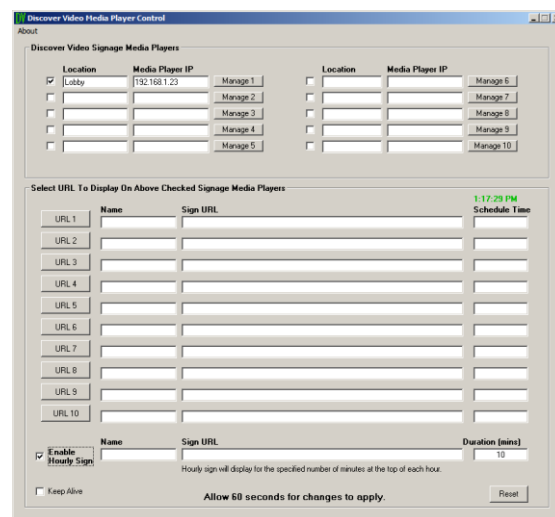 Discover Video Media Player Control
About
Discover Video Signage Media Players
Location Media Player IP Location Media Player IP
Lobby 192.168.1.23 Manage 1 Manage 6
Manage 2 Manage 7
Manage 3 Manage 8
Manage 4 Manage 9
Manage 5 Manage 10
Select URL To Display On Above Checked Signage Media Players
1:17:29 PM
Name Sign URL Schedule Time
URL 1
URL 2
URL 3
URL 4
URL 5
URL 6
URL 7
URL 8
URL 9
URL 10
Name Sign URL Duration (mins)
Enable Hourly Sign 10
Hourly sign will display for the specified number of minutes at the top of each hour.
Keep Alive Allow 60 seconds for changes to apply. Reset